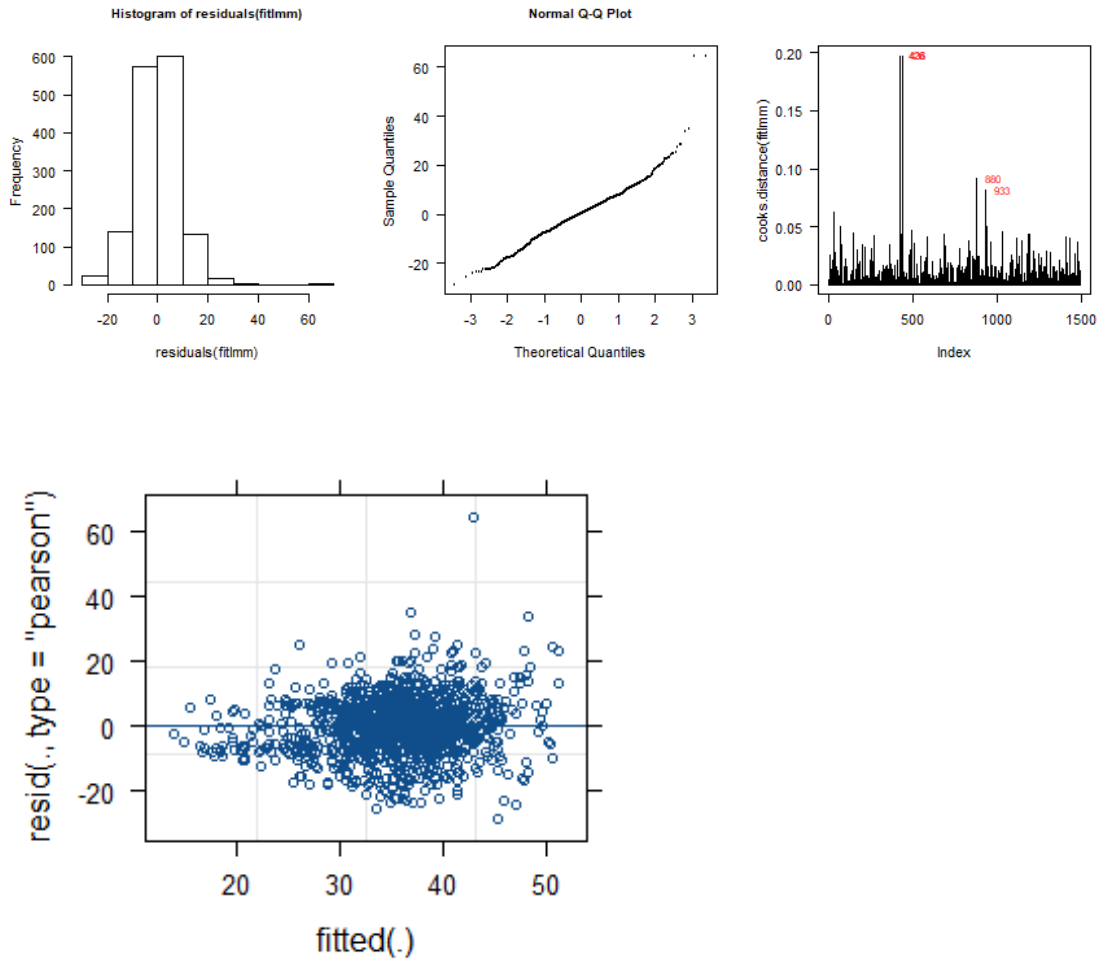 Histogram of residuals(fitlmm)
Frequency
600
500
400
300
200
100
0
-20 0 20 40 60
residuals(fitlmm)
Normal Q-Q Plot
Sample Quantiles
60
40
20
0
-20
-3 -2 -1 0 1 2 3
Theoretical Quantiles
cooks.distance(fitlmm)
0.20
0.15
0.10
0.05
0.00
880
933
0 500 1000 1500
Index
resid(., type = "pearson")
60
40
20
0
-20
20 30 40 50
fitted(.)